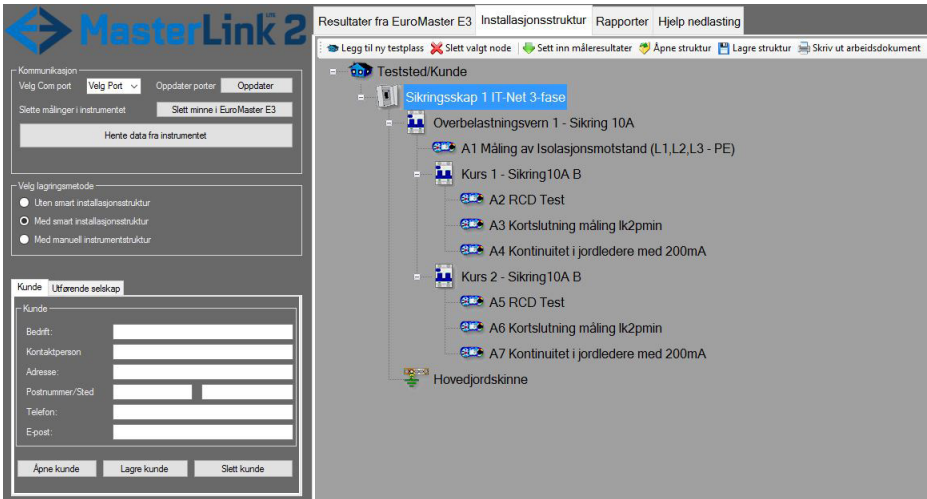 MasterLink 2
Kommunikasjon
Velg Com port Velg Port Oppdater porter Oppdater
Slette målinger i instrumentet Slett minne i EuroMaster E3
Hente data fra instrumentet
Velg lagringsmetode
Uten smart installasjonsstruktur
Med smart installasjonsstruktur
Med manuell instrumentstruktur
Kunde Utførende selskap
Kunde
Bedrift:
Kontaktperson
Adresse:
Postnummer/Sted
Telefon:
E-post:
Åpne kunde Lagre kunde Slett kunde
Resultater fra EuroMaster E3 Installasjonsstruktur Rapporter Hjelp nedlasting
Legg til ny testplass Slett valgt node Sett inn måleresultater Åpne struktur Lagre struktur Skriv ut arbeidsdokument
Teststed/Kunde
Sikringsskap 1 IT-Net 3-fase
Overbelastningsvern 1 - Sikring 10A
A1 Måling av Isolasjonsmotstand (L1,L2,L3 - PE)
Kurs 1 - Sikring10A B
A2 RCD Test
A3 Kortslutning måling Ik2pmin
A4 Kontinuitet i jordledere med 200mA
Kurs 2 - Sikring10A B
A5 RCD Test
A6 Kortslutning måling Ik2pmin
A7 Kontinuitet i jordledere med 200mA
Hovedjordskinne